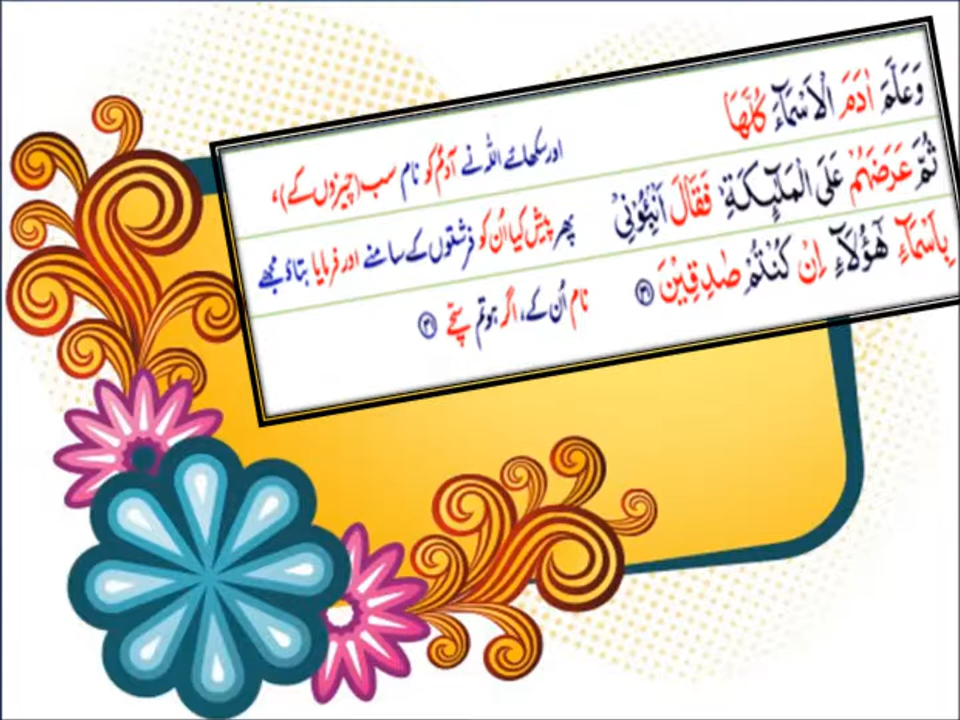 وَعَلَّمَ اٰدَمَ الْاَسْمَآءَ كُلَّهَا
اور سکھائے اللہ نے آدمؑ کو نام سب (چیزوں کے)،
ثُمَّ عَرَضَهُمْ عَلَى الْمَلٰٓئِكَةِ ۙ فَقَالَ اَنْۢبِـُٔوْنِىْ
پھر پیش کیا اُن کو فرشتوں کے سامنے اور فرمایا بتاؤ مجھے
بِاَسْمَآءِ هٰٓؤُلَآءِ اِنْ كُنْتُمْ صٰدِقِيْنَ ﴿۳۱﴾
نام اُن کے، اگر ہو تم سچّے ﴿۳۱﴾